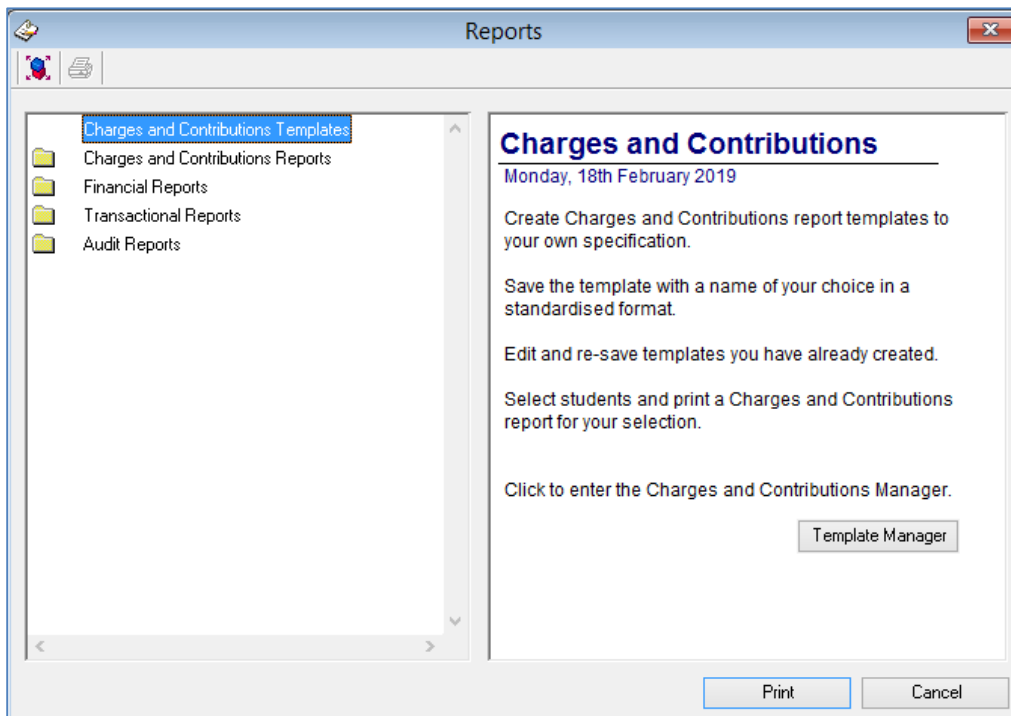 Reports
Charges and Contributions Templates
Charges and Contributions Reports
Financial Reports
Transactional Reports
Audit Reports
Charges and Contributions
Monday, 18th February 2019
Create Charges and Contributions report templates to
your own specification.
Save the template with a name of your choice in a
standardised format.
Edit and re-save templates you have already created.
Select students and print a Charges and Contributions
report for your selection.
Click to enter the Charges and Contributions Manager.
Template Manager
Print
Cancel